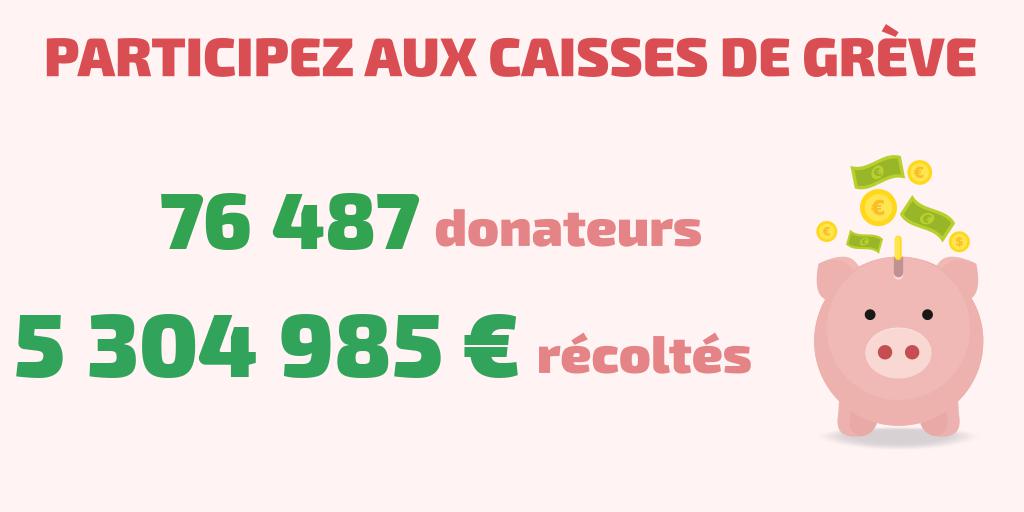 PARTICIPEZ AUX CAISSES DE GRÈVE
76 487 donateurs
5 304 985 € récoltés